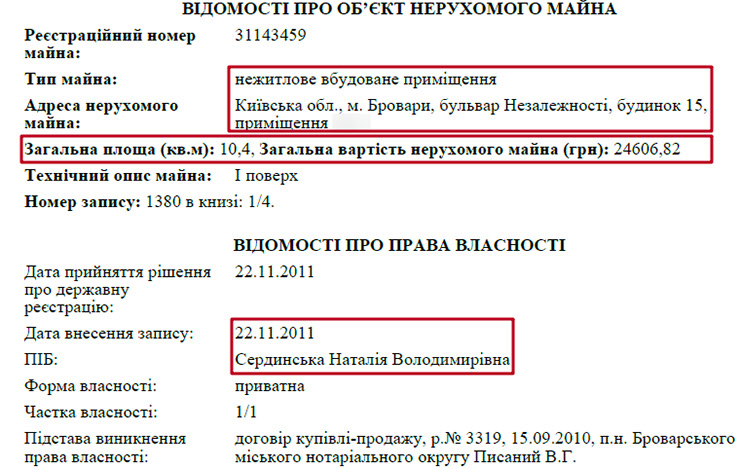 ВІДОМОСТІ ПРО ОБ’ЄКТ НЕРУХОМОГО МАЙНА
Реєстраційний номер майна: 31143459
Тип майна: нежитлове вбудоване приміщення
Адреса нерухомого майна: Київська обл., м. Бровари, бульвар Незалежності, будинок 15, приміщення
Загальна площа (кв.м): 10,4, Загальна вартість нерухомого майна (грн): 24606,82
Технічний опис майна: І поверх
Номер запису: 1380 в книзі: 1/4.
ВІДОМОСТІ ПРО ПРАВА ВЛАСНОСТІ
Дата прийняття рішення про державну реєстрацію: 22.11.2011
Дата внесення запису: 22.11.2011
ПІБ: Сердинська Наталія Володимирівна
Форма власності: приватна
Частка власності: 1/1
Підстава виникнення права власності: договір купівлі-продажу, р.№ 3319, 15.09.2010, п.н. Броварського міського нотаріального округу Писаний В.Г.